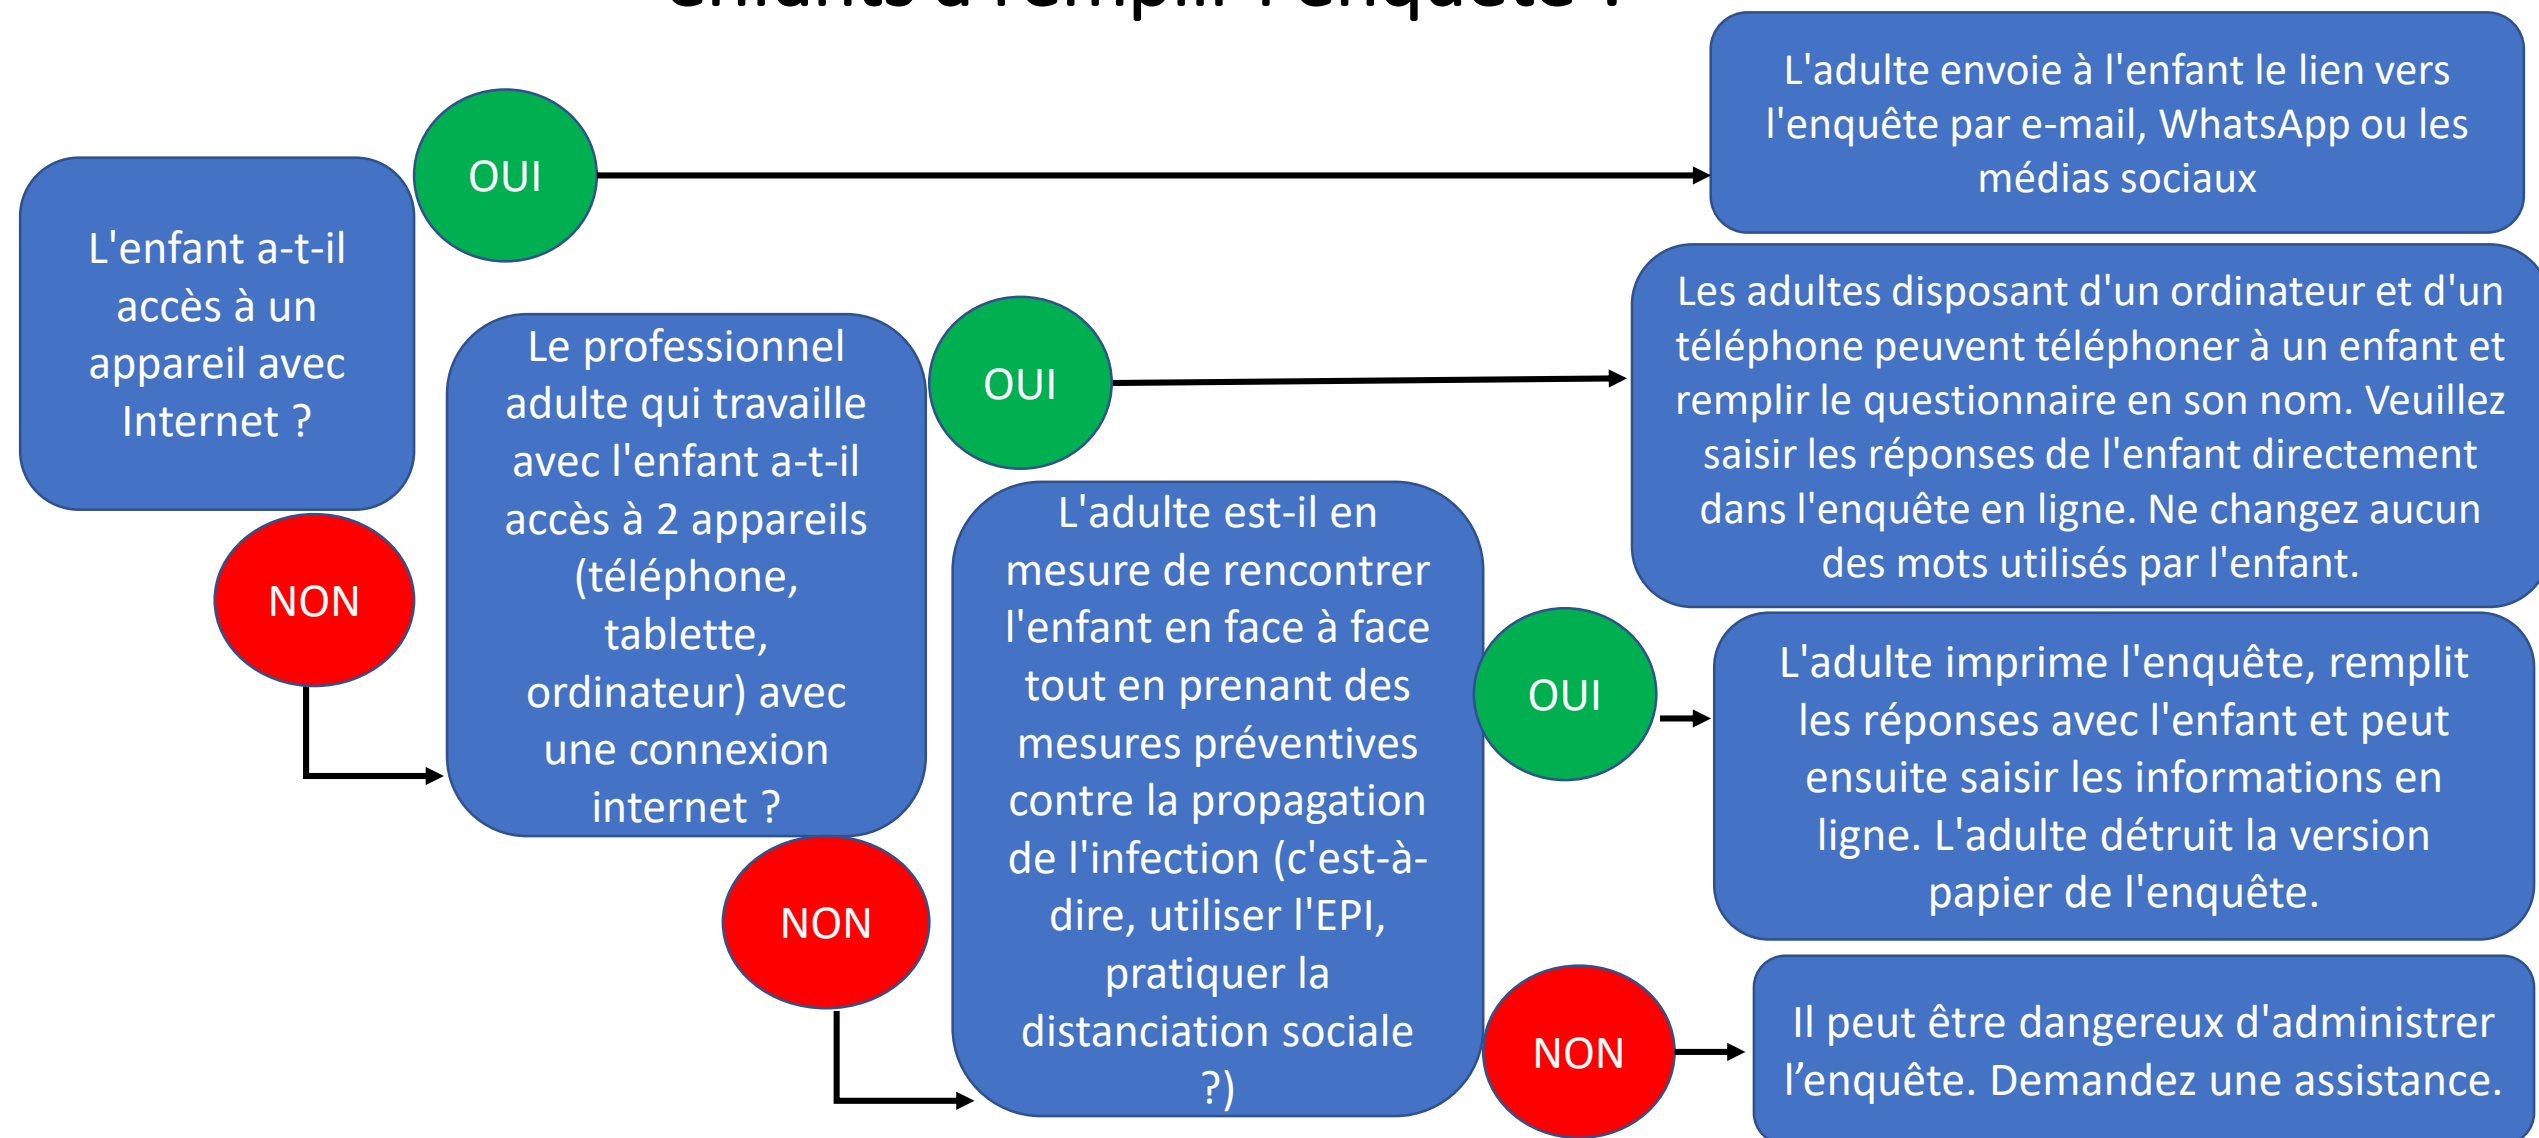 enfants à remplir l'enquête ?
L'adulte envoie à l'enfant le lien vers
l'enquête par e-mail, WhatsApp ou les
médias sociaux
OUI
L'enfant a-t-il
accès à un
appareil avec
Internet ?
NON
Le professionnel
adulte qui travaille
avec l'enfant a-t-il
accès à 2 appareils
(téléphone,
tablette,
ordinateur) avec
une connexion
internet ?
OUI
Les adultes disposant d'un ordinateur et d'un
téléphone peuvent téléphoner à un enfant et
remplir le questionnaire en son nom. Veuillez
saisir les réponses de l'enfant directement
dans l'enquête en ligne. Ne changez aucun
des mots utilisés par l'enfant.
NON
L'adulte est-il en
mesure de rencontrer
l'enfant en face à face
tout en prenant des
mesures préventives
contre la propagation
de l'infection (c'est-à-
dire, utiliser l'EPI,
pratiquer la
distanciation sociale
?)
OUI
L'adulte imprime l'enquête, remplit
les réponses avec l'enfant et peut
ensuite saisir les informations en
ligne. L'adulte détruit la version
papier de l'enquête.
NON
Il peut être dangereux d'administrer
l’enquête. Demandez une assistance.